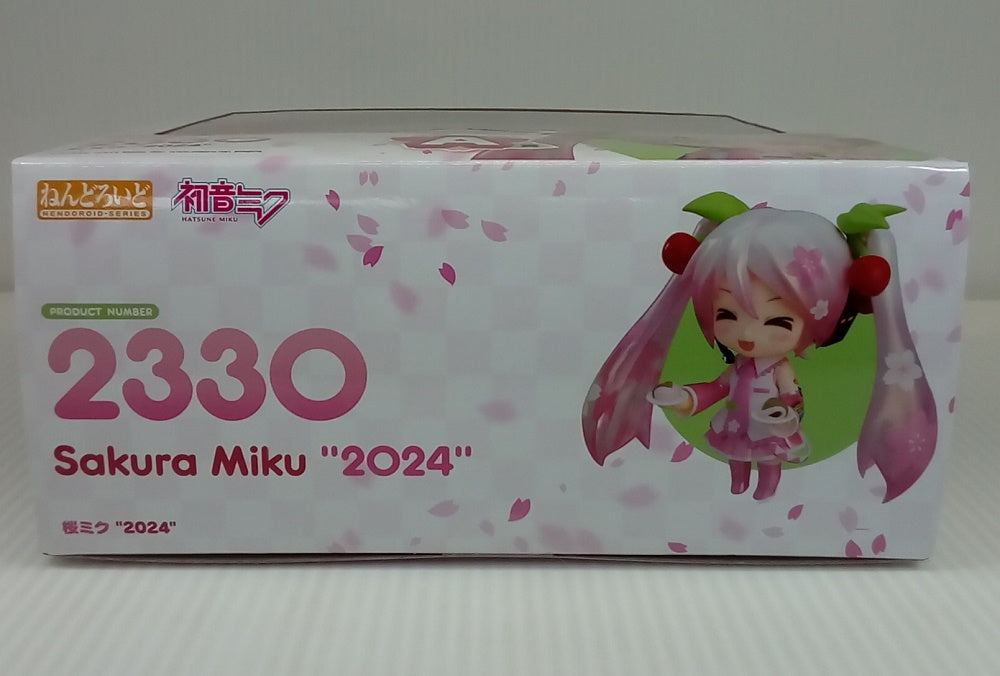 ねんどろいど
NENDOROID-SERIES
初音ミク
HATSUNE MIKU
PRODUCT NUMBER
2330
Sakura Miku "2024"
桜ミク "2024"